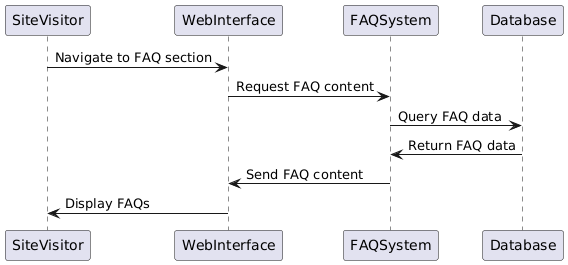 SiteVisitor WebInterface FAQSystem Database
Navigate to FAQ section
Request FAQ content
Query FAQ data
Return FAQ data
Send FAQ content
Display FAQs
SiteVisitor WebInterface FAQSystem Database